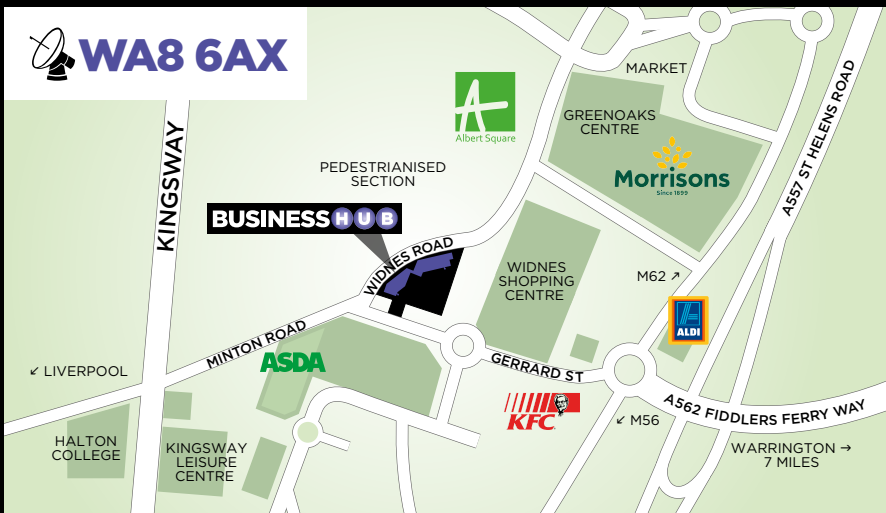 WA8 6AX
MARKET
GREENOAKS
CENTRE
Albert Square
Morrisons
Since 1899
A557 ST HELENS ROAD
KINGSWAY
PEDESTRIANISED
SECTION
BUSINESS HUB
WIDNES ROAD
WIDNES
SHOPPING
CENTRE
M62 ↗
ALDI
MINTON ROAD
ASDA
GERRARD ST
↙ LIVERPOOL
KFC
↙ M56
A562 FIDDLERS FERRY WAY
HALTON
COLLEGE
KINGSWAY
LEISURE
CENTRE
WARRINGTON →
7 MILES